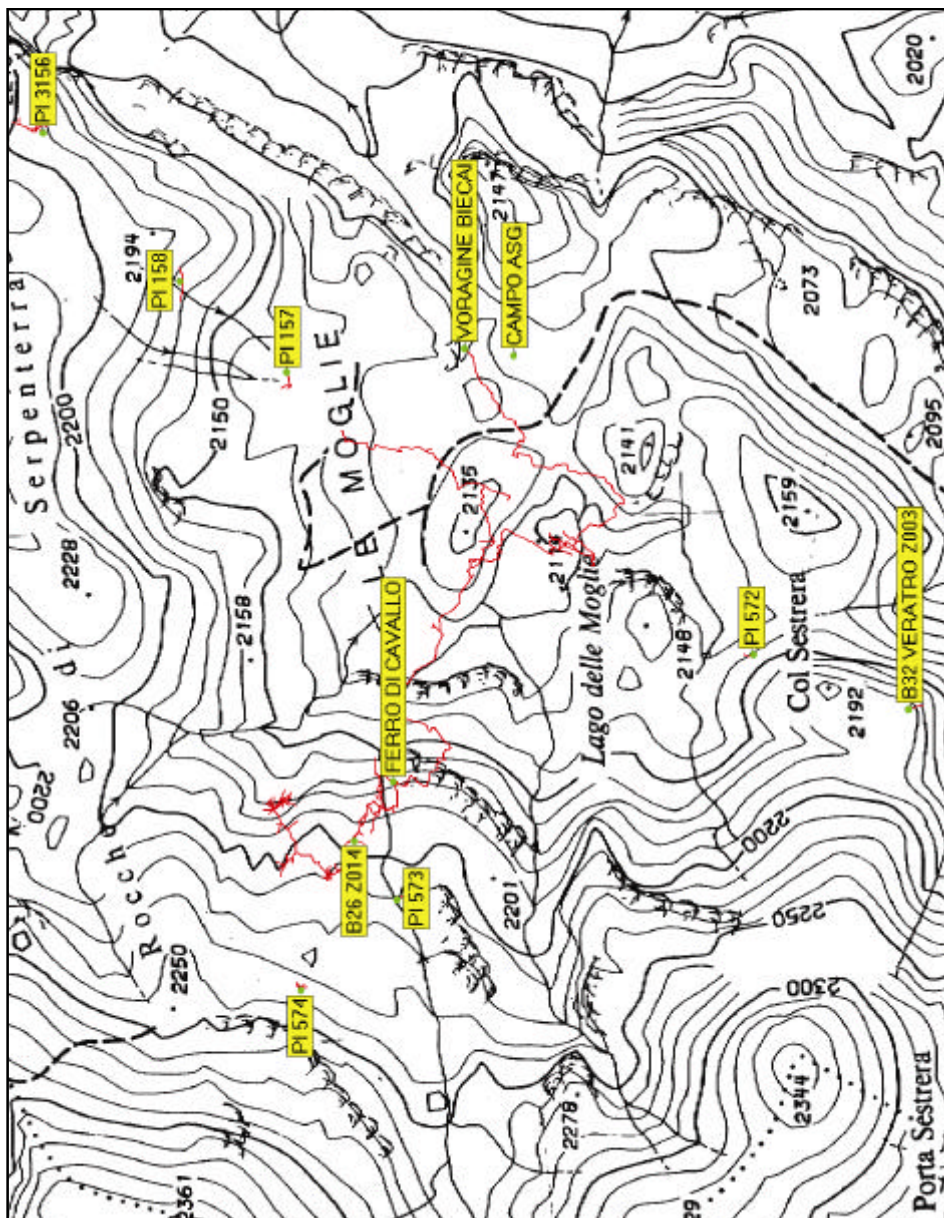 PI 3156
2020
2194
PI 158
2147
VORAGINE BIECAI
CAMPO ASG
Serpenterra
2200
PI 157
2073
MOGLIE
2150
2095
2141
2135
2159
2228
B32 VERATRO Z003
2158
PI 572
Lago delle Moglie
2148
Col Sestrera
FERRO DI CAVALLO
2206
di
2192
2200
2200
Rocche
B26 Z014
PI 573
2201
2250
2250
PI 574
2300
2344
2278
Porta Sestrera
2361
29